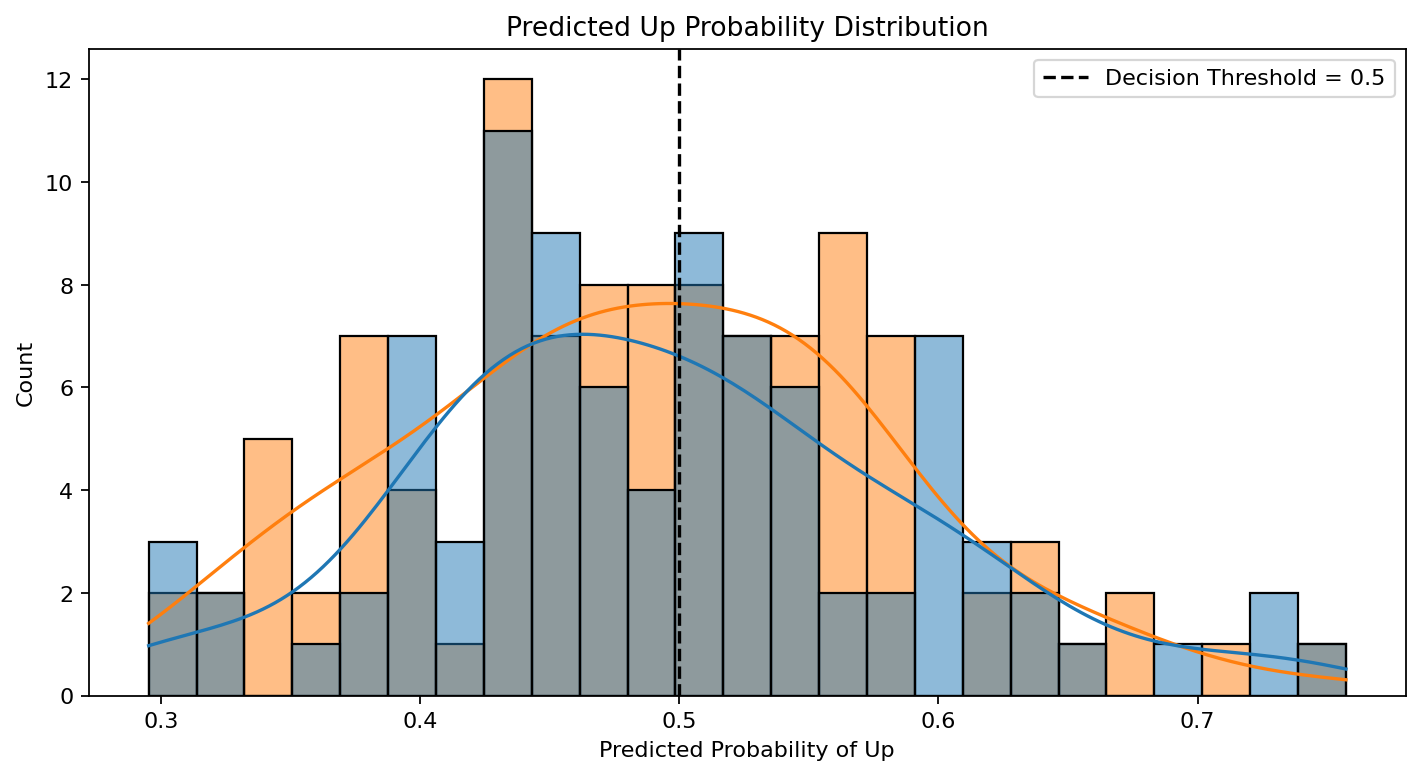 Predicted Up Probability Distribution
Decision Threshold = 0.5
Count
12
10
8
6
4
2
0
0.3 0.4 0.5 0.6 0.7
Predicted Probability of Up